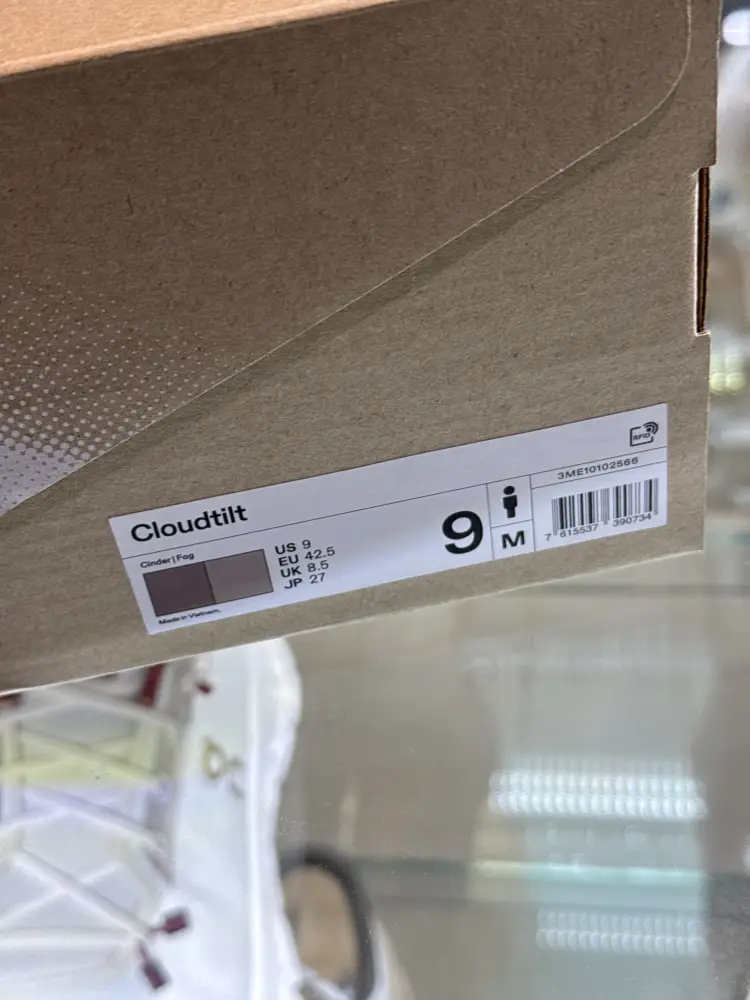 RFID
3ME10102566
Cloudtilt
Cinder | Fog
US 9
EU 42.5
UK 8.5
JP 27
Made in Vietnam.
9
M
7 615537 390734